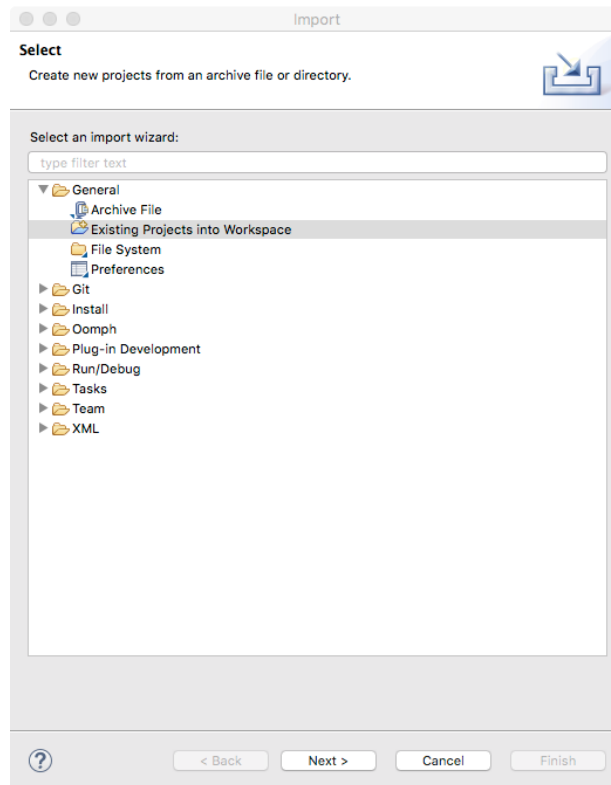 Import
Select
Create new projects from an archive file or directory.
Select an import wizard:
type filter text
General
Archive File
Existing Projects into Workspace
File System
Preferences
Git
Install
Oomph
Plug-in Development
Run/Debug
Tasks
Team
XML
? < Back Next > Cancel Finish